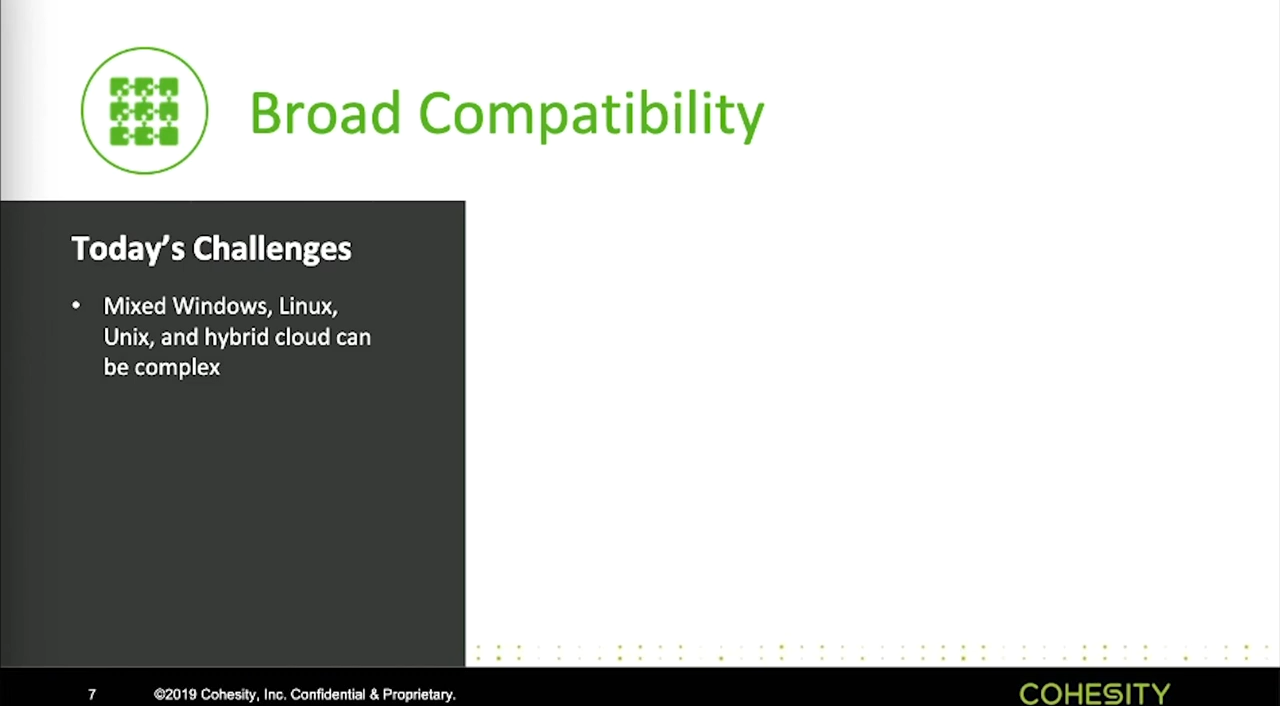 Broad Compatibility
Today’s Challenges
• Mixed Windows, Linux,
Unix, and hybrid cloud can
be complex
7 ©2019 Cohesity, Inc. Confidential & Proprietary.
COHESITY